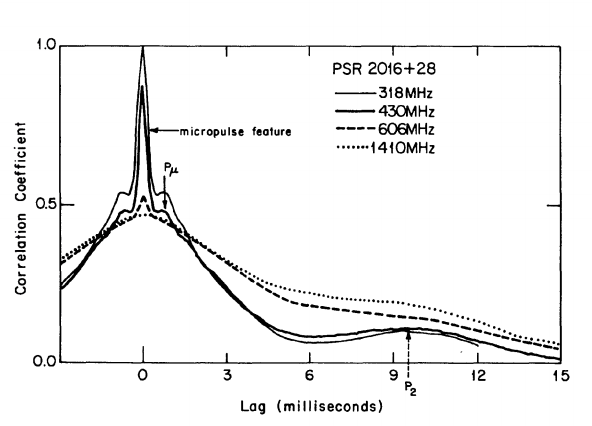 1.0
PSR 2016+28
318MHz
430MHz
micropulse feature
606MHz
1410MHz
Pμ
0.5
Correlation Coefficient
0.0
0 3 6 9 12 15
P2
Lag (milliseconds)